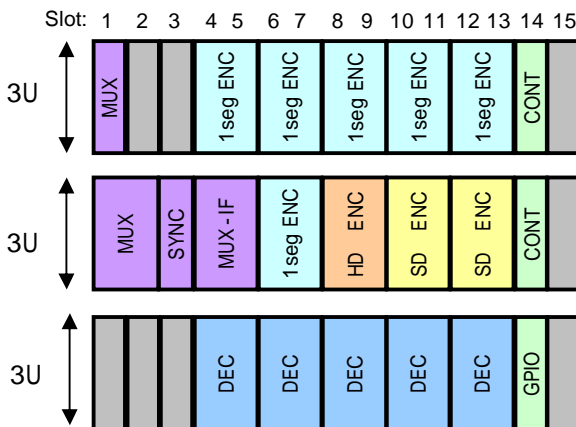 Slot: 1 2 3 4 5 6 7 8 9 10 11 12 13 14 15
3U
MUX
1seg ENC
1seg ENC
1seg ENC
1seg ENC
1seg ENC
CONT
3U
MUX
SYNC
MUX-IF
1seg ENC
HD ENC
SD ENC
SD ENC
CONT
3U
DEC
DEC
DEC
DEC
DEC
GPIO